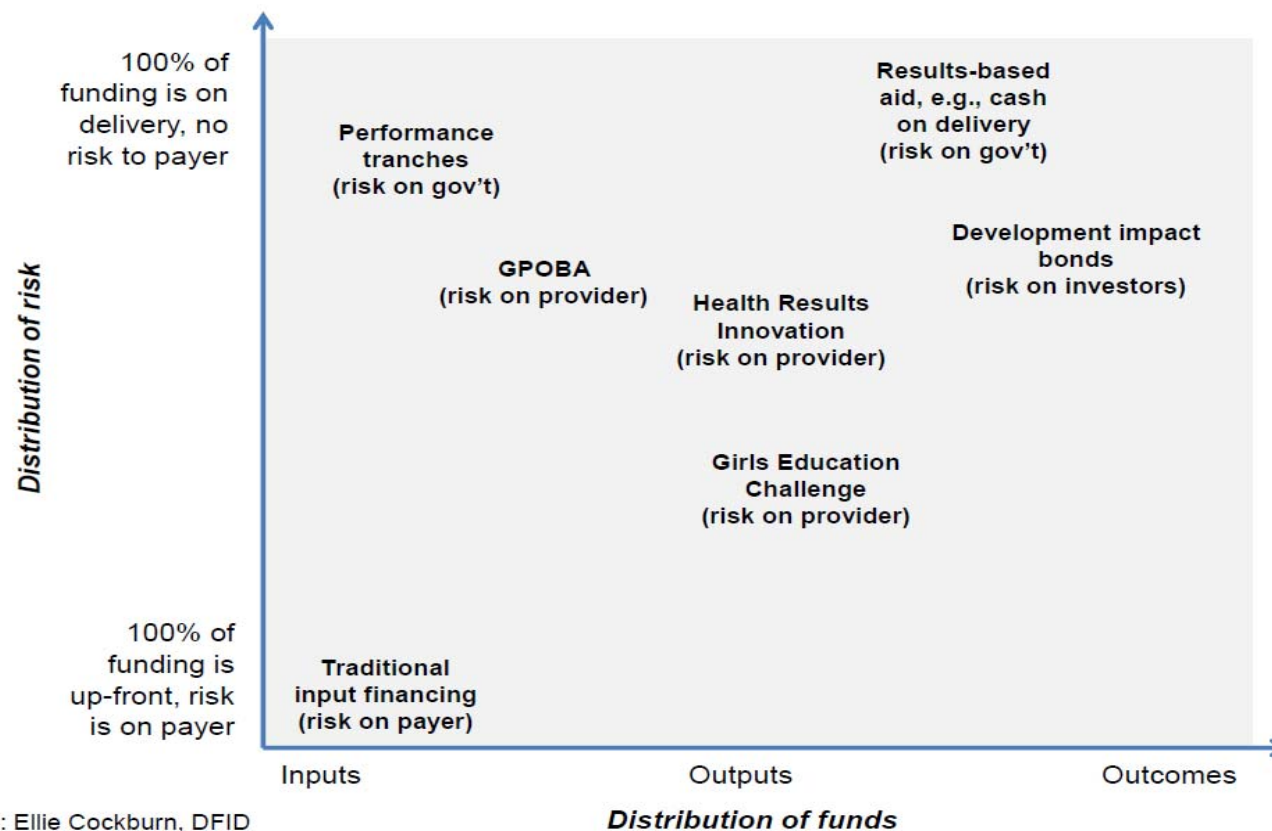 100% of
funding is on
delivery, no
risk to payer
Results-based
aid, e.g., cash
on delivery
(risk on gov't)
Performance
tranches
(risk on gov't)
Development impact
bonds
(risk on investors)
GPOBA
(risk on provider)
Health Results
Innovation
(risk on provider)
Distribution of risk
Girls Education
Challenge
(risk on provider)
100% of
funding is
up-front, risk
is on payer
Traditional
input financing
(risk on payer)
Inputs
Outputs
Outcomes
: Ellie Cockburn, DFID
Distribution of funds